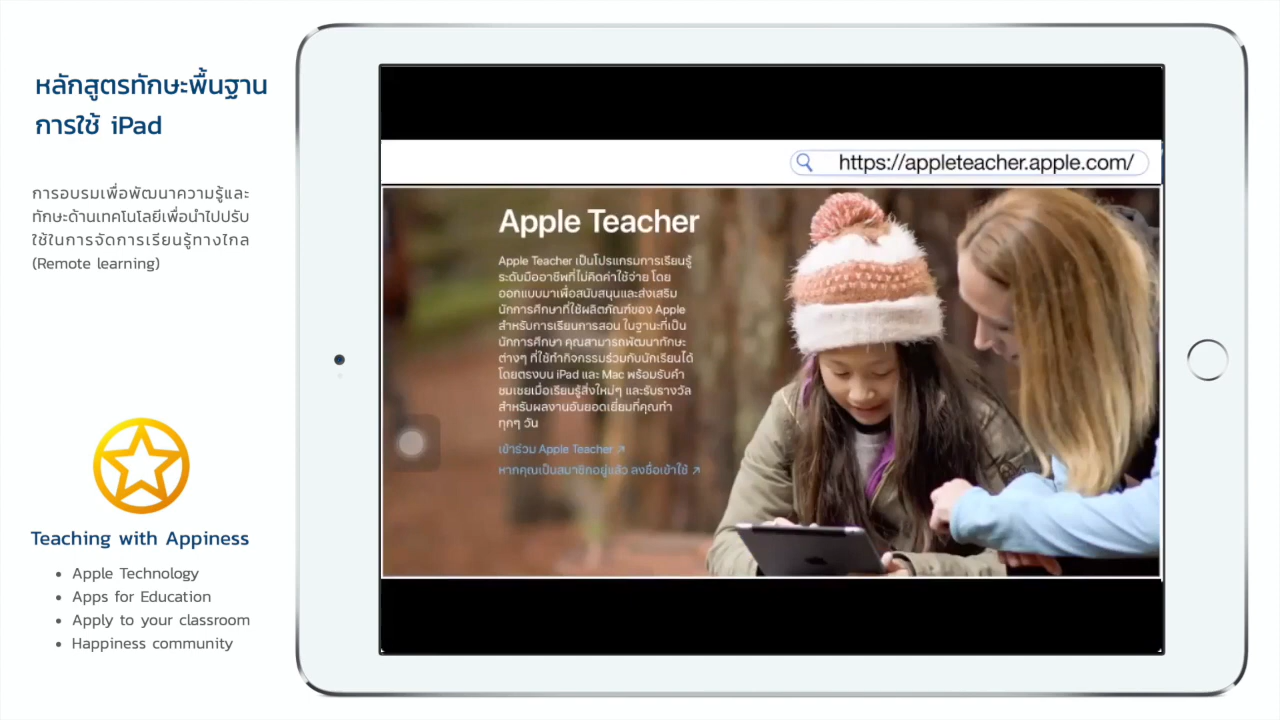 หลักสูตรทักษะพื้นฐาน
การใช้ iPad
การอบรมเพื่อพัฒนาความรู้และ
ทักษะด้านเทคโนโลยีเพื่อนำไปปรับ
ใช้ในการจัดการเรียนรู้ทางไกล
(Remote learning)
Teaching with Appiness
• Apple Technology
• Apps for Education
• Apply to your classroom
• Happiness community
https://appleteacher.apple.com/
Apple Teacher
Apple Teacher เป็นโปรแกรมการเรียนรู้
ระดับมืออาชีพที่ไม่คิดค่าใช้จ่าย โดย
ออกแบบมาเพื่อสนับสนุนและส่งเสริม
นักการศึกษาที่ใช้ผลิตภัณฑ์ของ Apple
สำหรับการเรียนการสอน ในฐานะที่เป็น
นักการศึกษา คุณสามารถพัฒนาทักษะ
ต่างๆ ที่ใช้ทำกิจกรรมร่วมกับนักเรียนได้
โดยตรงบน iPad และ Mac พร้อมรับคำ
ชมเชยเมื่อเรียนรู้สิ่งใหม่ๆ และรับรางวัล
สำหรับผลงานอันยอดเยี่ยมที่คุณทำ
ทุกๆ วัน
เข้าร่วม Apple Teacher ↗
หากคุณเป็นสมาชิกอยู่แล้ว ลงชื่อเข้าใช้ ↗